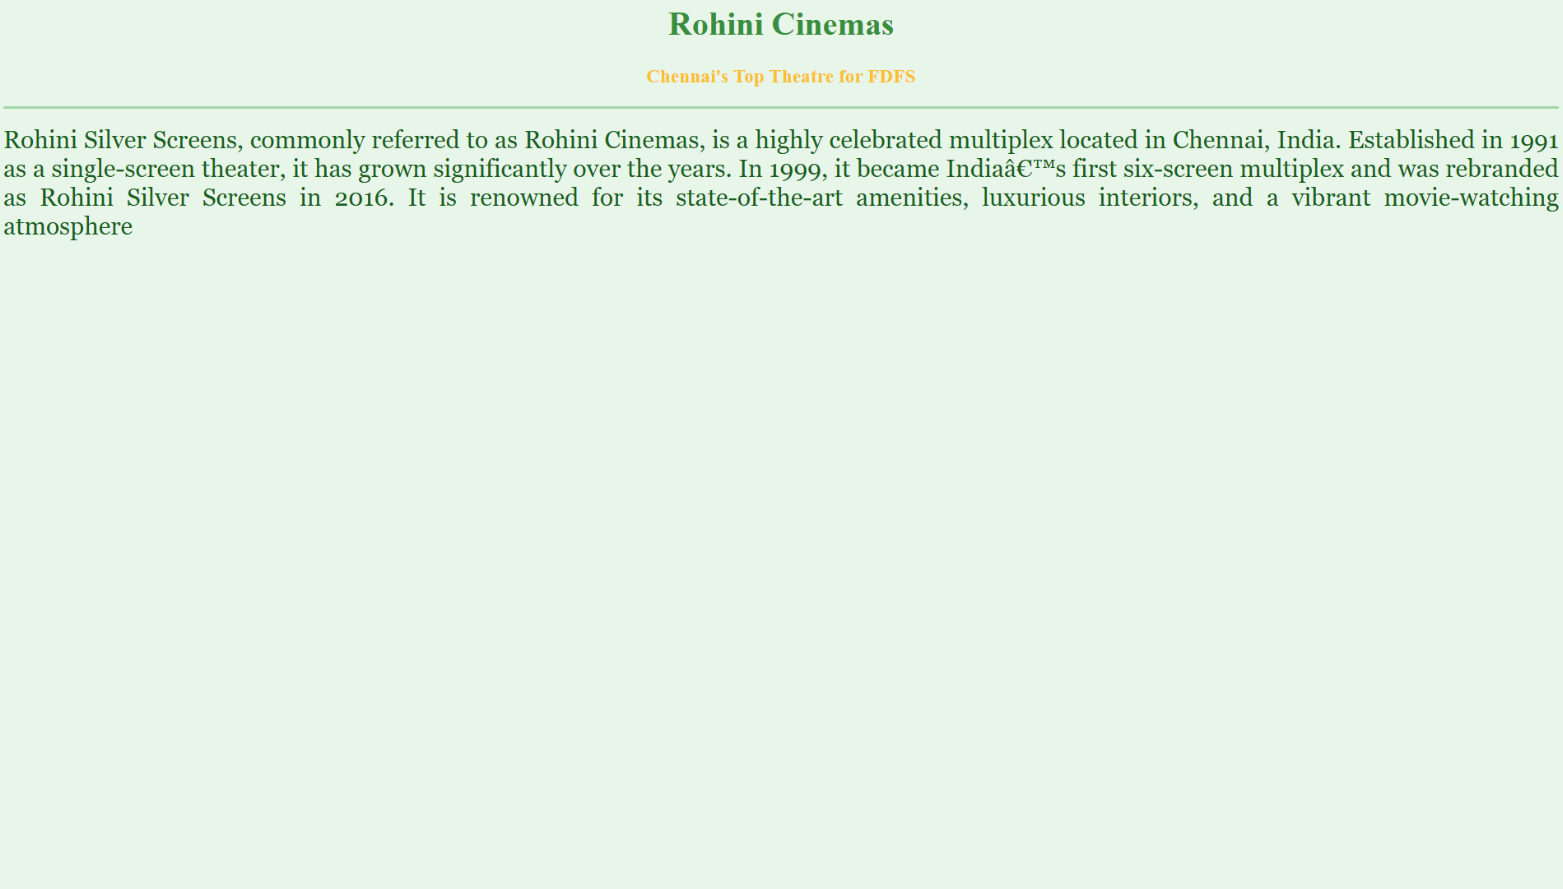 Rohini Cinemas
Chennai's Top Theatre for FDFS
Rohini Silver Screens, commonly referred to as Rohini Cinemas, is a highly celebrated multiplex located in Chennai, India. Established in 1991
as a single-screen theater, it has grown significantly over the years. In 1999, it became Indiaâ€™s first six-screen multiplex and was rebranded
as Rohini Silver Screens in 2016. It is renowned for its state-of-the-art amenities, luxurious interiors, and a vibrant movie-watching
atmosphere